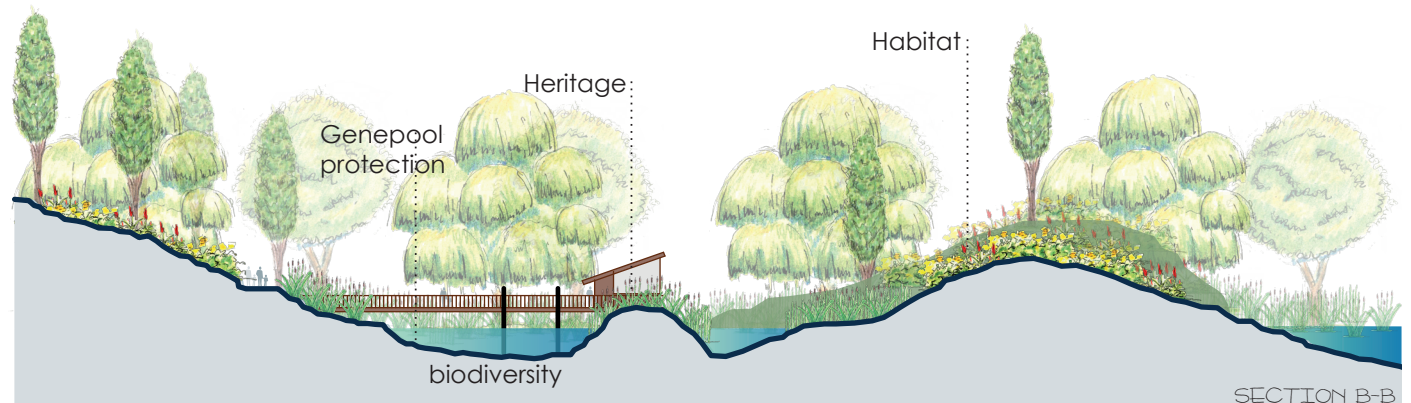 Habitat
Heritage
Genepool
protection
biodiversity
SECTION B-B